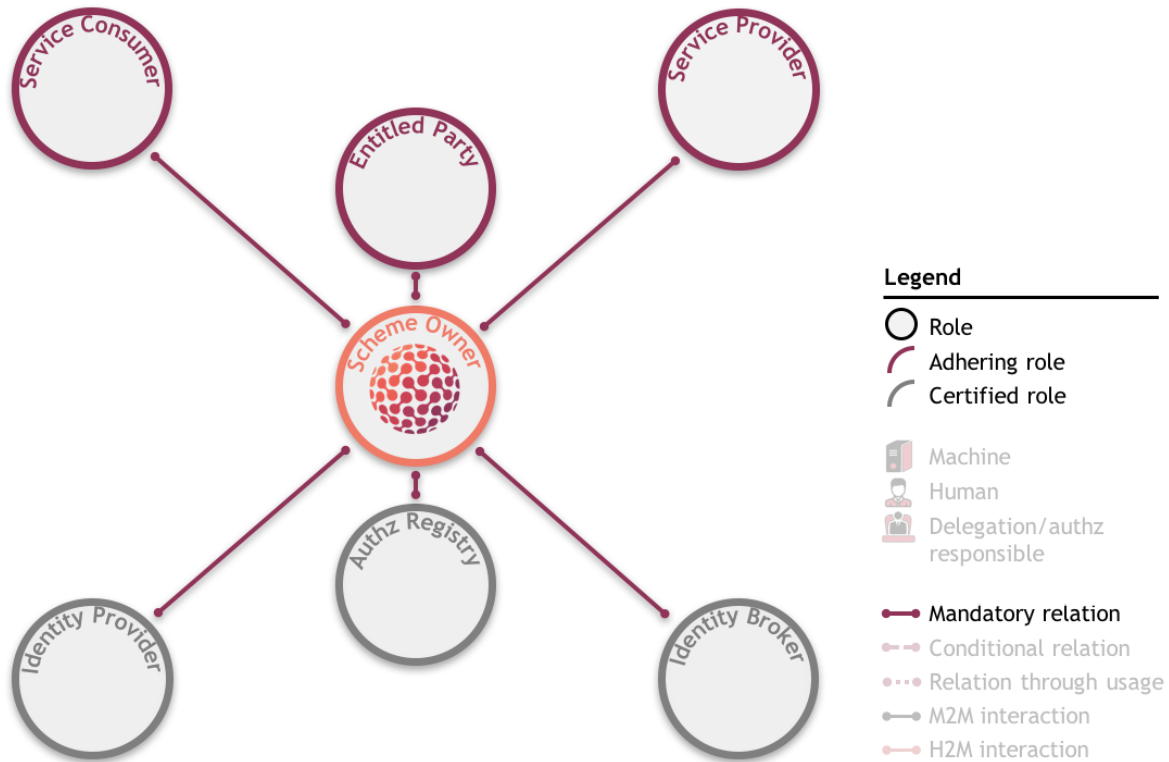 Service Consumer
Service Provider
Entitled Party
Scheme Owner
Authz Registry
Identity Provider
Identity Broker
Legend
Role
Adhering role
Certified role
Machine
Human
Delegation/authz
responsible
Mandatory relation
Conditional relation
Relation through usage
M2M interaction
H2M interaction